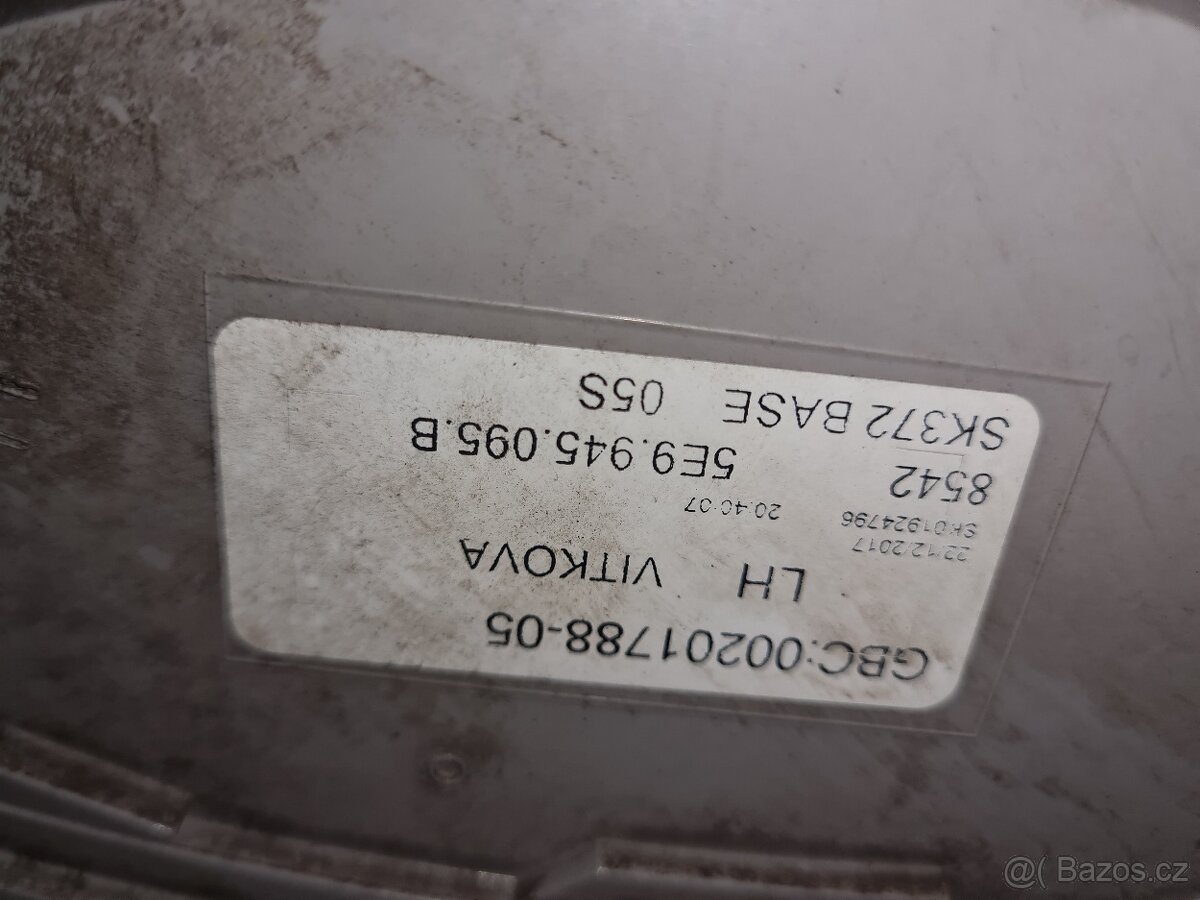 GBC:00201788-05
LH VITKOVA
22/12/2017
SK01924796 20:40:07
8542 5E9.945.095.B
SK372 BASE 05S
@( Bazos.cz